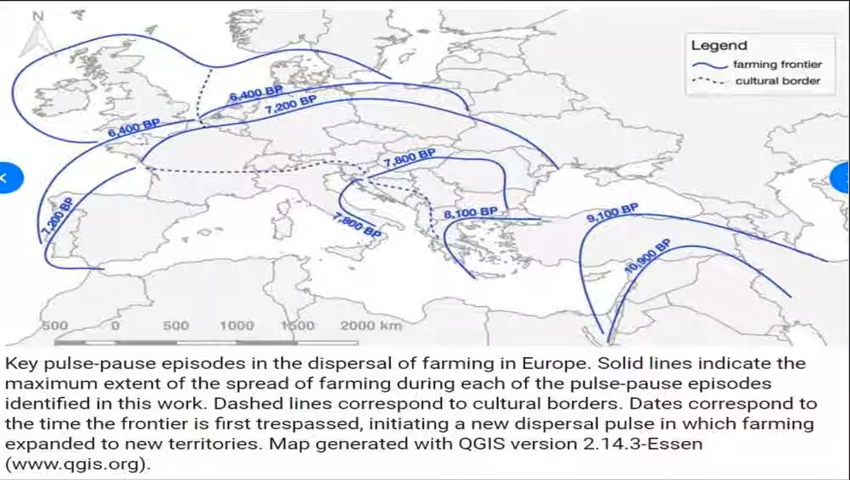 N
Legend
farming frontier
cultural border
6,400 BP
7,200 BP
6,400 BP
7,800 BP
7,200 BP
7,800 BP
8,100 BP
9,100 BP
10,900 BP
500 0 500 1000 1500 2000 km
Key pulse-pause episodes in the dispersal of farming in Europe. Solid lines indicate the
maximum extent of the spread of farming during each of the pulse-pause episodes
identified in this work. Dashed lines correspond to cultural borders. Dates correspond to
the time the frontier is first trespassed, initiating a new dispersal pulse in which farming
expanded to new territories. Map generated with QGIS version 2.14.3-Essen
(www.qgis.org).